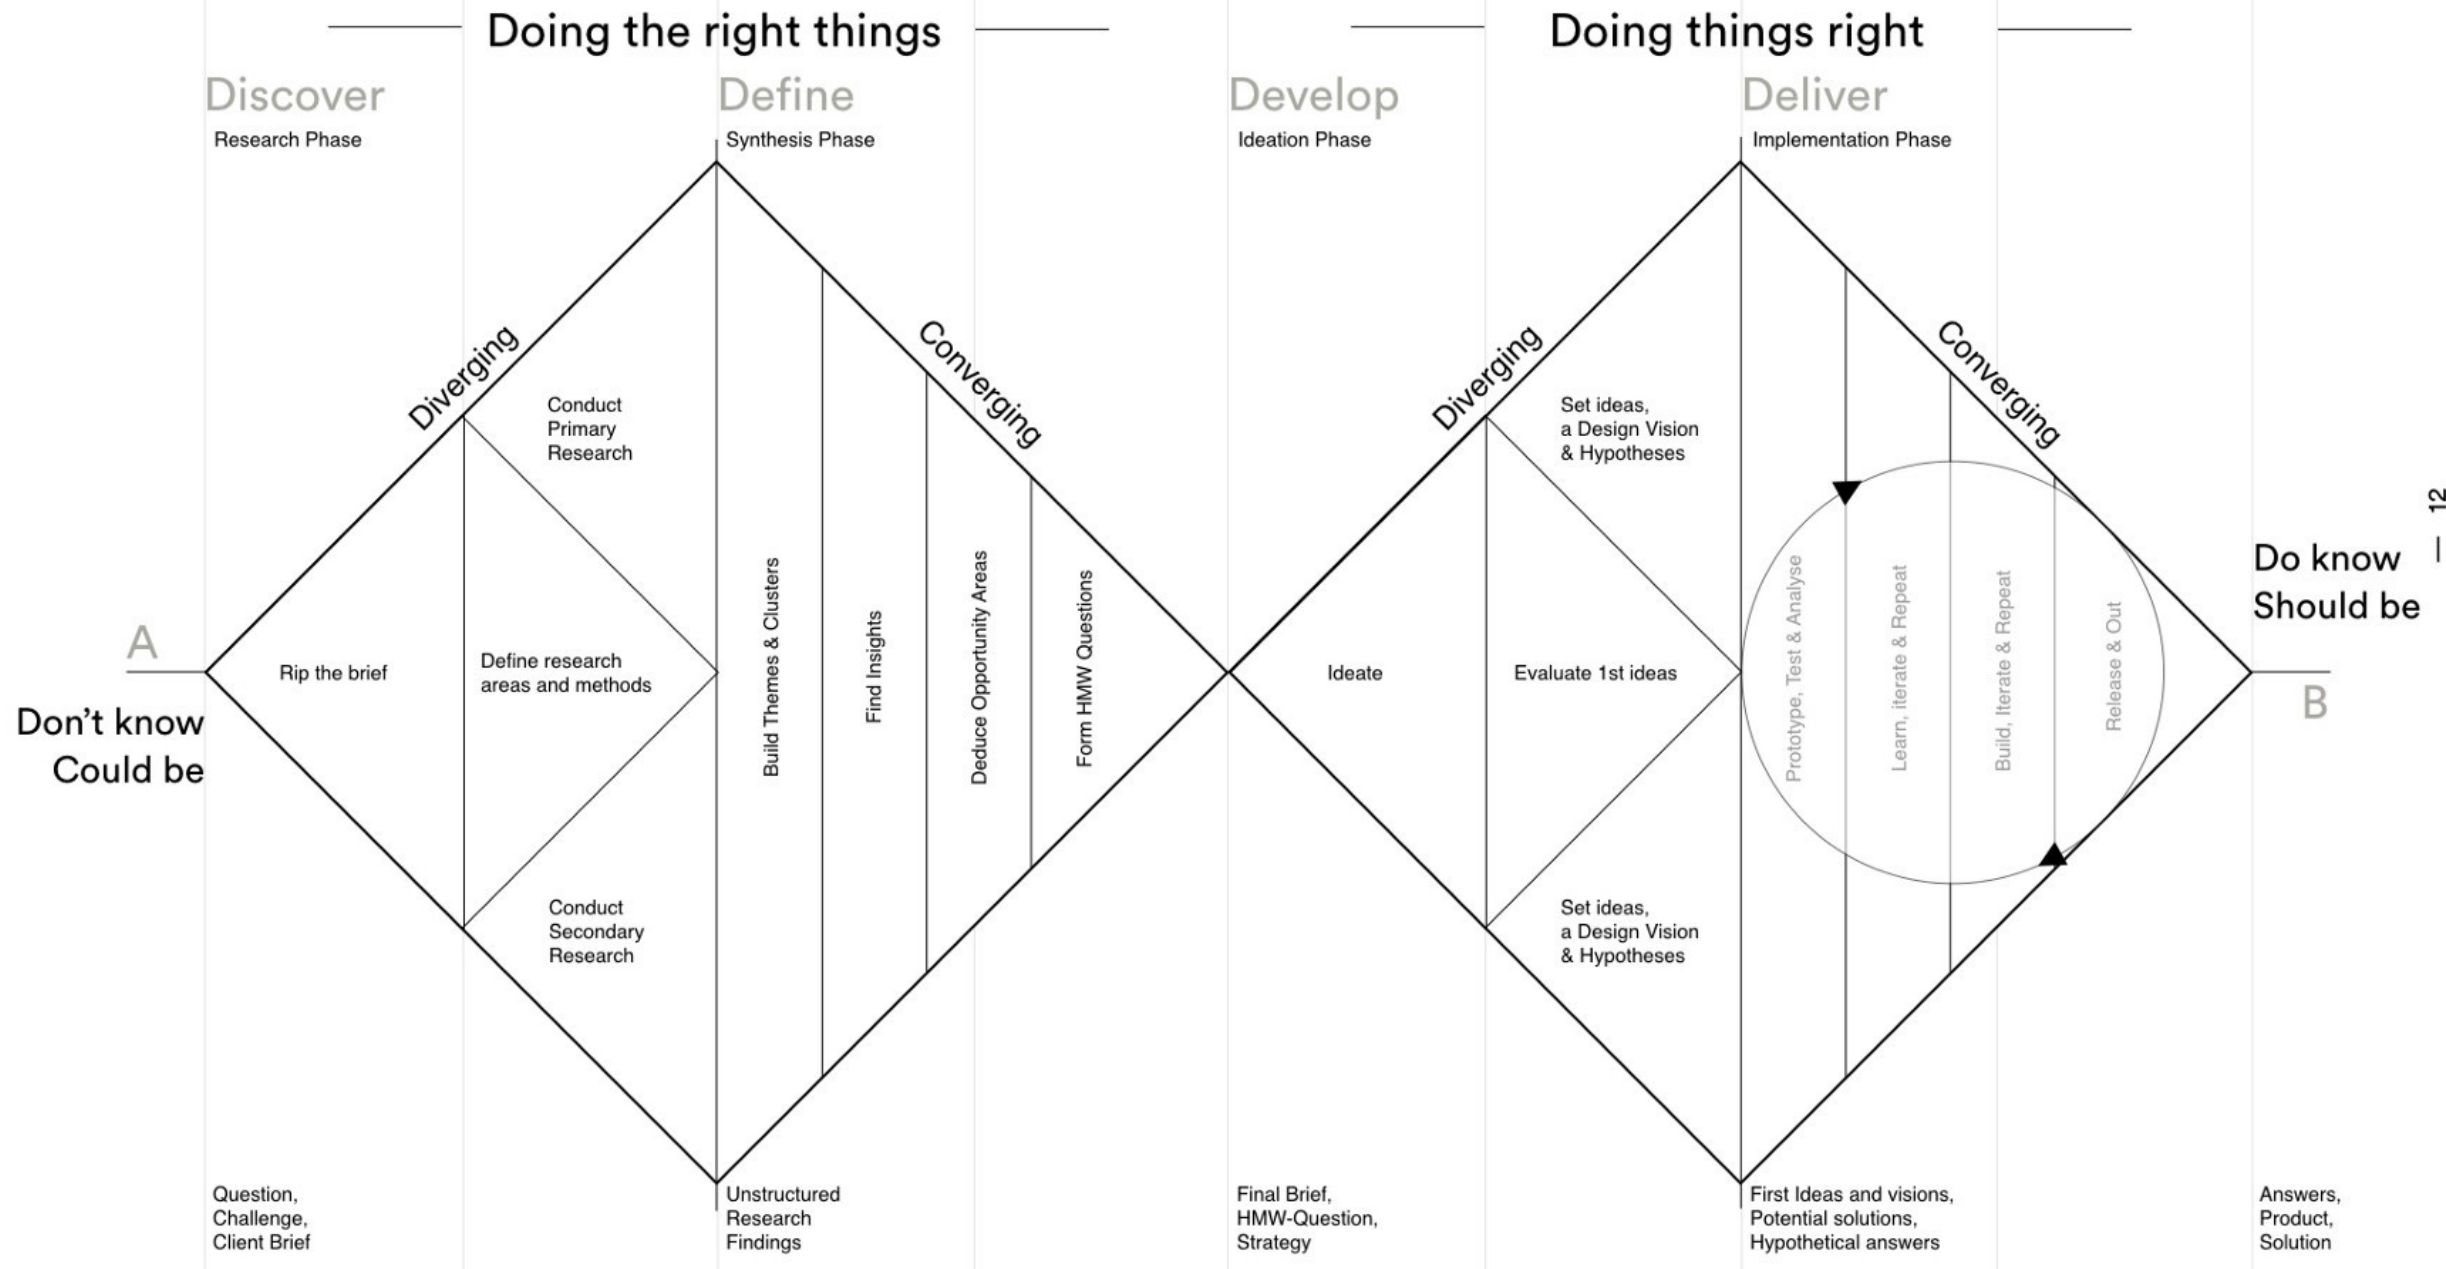 Doing the right things
Doing things right
Discover
Define
Develop
Deliver
Research Phase
Synthesis Phase
Ideation Phase
Implementation Phase
Diverging
Converging
Diverging
Converging
Conduct
Primary
Research
Set ideas,
a Design Vision
& Hypotheses
12
Do know
Should be
A
Don't know
Could be
Rip the brief
Define research
areas and methods
Build Themes & Clusters
Find Insights
Deduce Opportunity Areas
Form HMW Questions
Ideate
Evaluate 1st ideas
Prototype, Test & Analyse
Learn, iterate & Repeat
Build, Iterate & Repeat
Release & Out
B
Conduct
Secondary
Research
Set ideas,
a Design Vision
& Hypotheses
Question,
Challenge,
Client Brief
Unstructured
Research
Findings
Final Brief,
HMW-Question,
Strategy
First Ideas and visions,
Potential solutions,
Hypothetical answers
Answers,
Product,
Solution